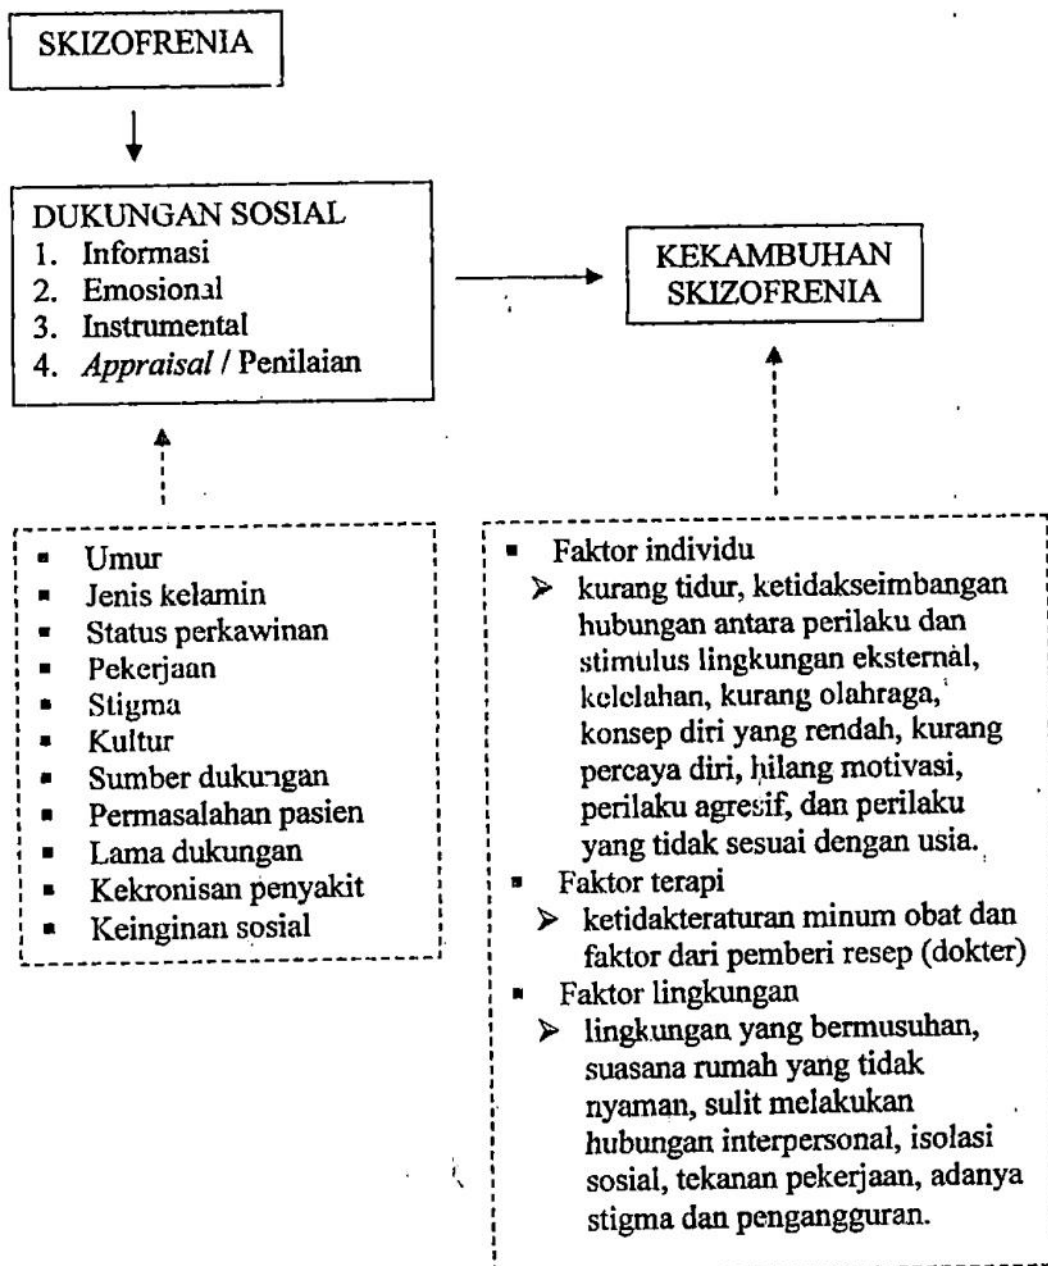 SKIZOFRENIA
DUKUNGAN SOSIAL
1. Informasi
2. Emosional
3. Instrumental
4. Appraisal / Penilaian
KEKAMBUHAN
SKIZOFRENIA
▪ Umur
▪ Jenis kelamin
▪ Status perkawinan
▪ Pekerjaan
▪ Stigma
▪ Kultur
▪ Sumber dukungan
▪ Permasalahan pasien
▪ Lama dukungan
▪ Kekronisan penyakit
▪ Keinginan sosial
▪ Faktor individu
➢ kurang tidur, ketidakseimbangan
hubungan antara perilaku dan
stimulus lingkungan eksternal,
kelelahan, kurang olahraga,
konsep diri yang rendah, kurang
percaya diri, hilang motivasi,
perilaku agresif, dan perilaku
yang tidak sesuai dengan usia.
▪ Faktor terapi
➢ ketidakteraturan minum obat dan
faktor dari pemberi resep (dokter)
▪ Faktor lingkungan
➢ lingkungan yang bermusuhan,
suasana rumah yang tidak
nyaman, sulit melakukan
hubungan interpersonal, isolasi
sosial, tekanan pekerjaan, adanya
stigma dan pengangguran.